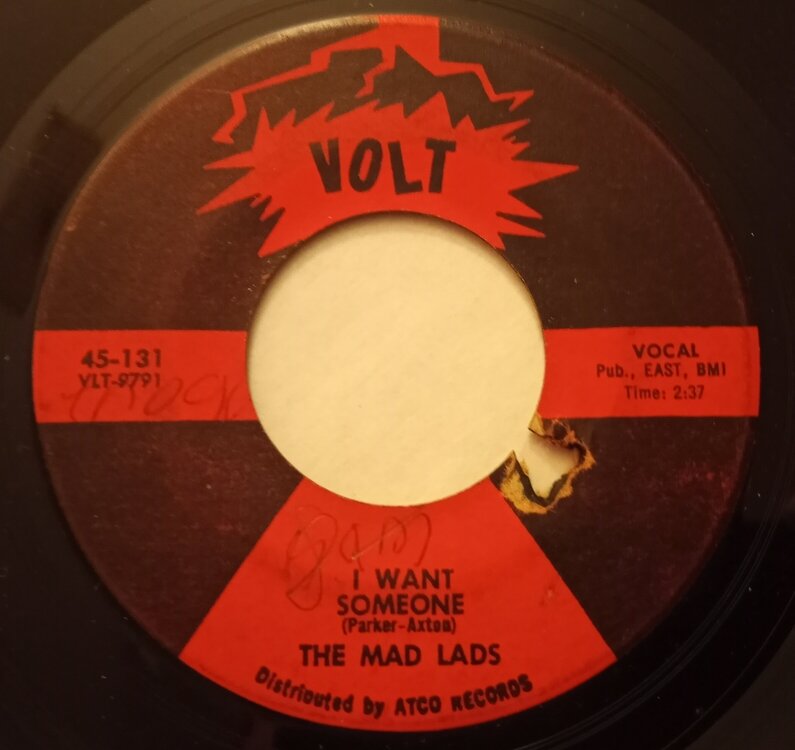 VOLT
45-131
VLT-9791
VOCAL
Pub., EAST, BMI
Time: 2:37
I WANT
SOMEONE
(Parker-Axton)
THE MAD LADS
Distributed by ATCO RECORDS